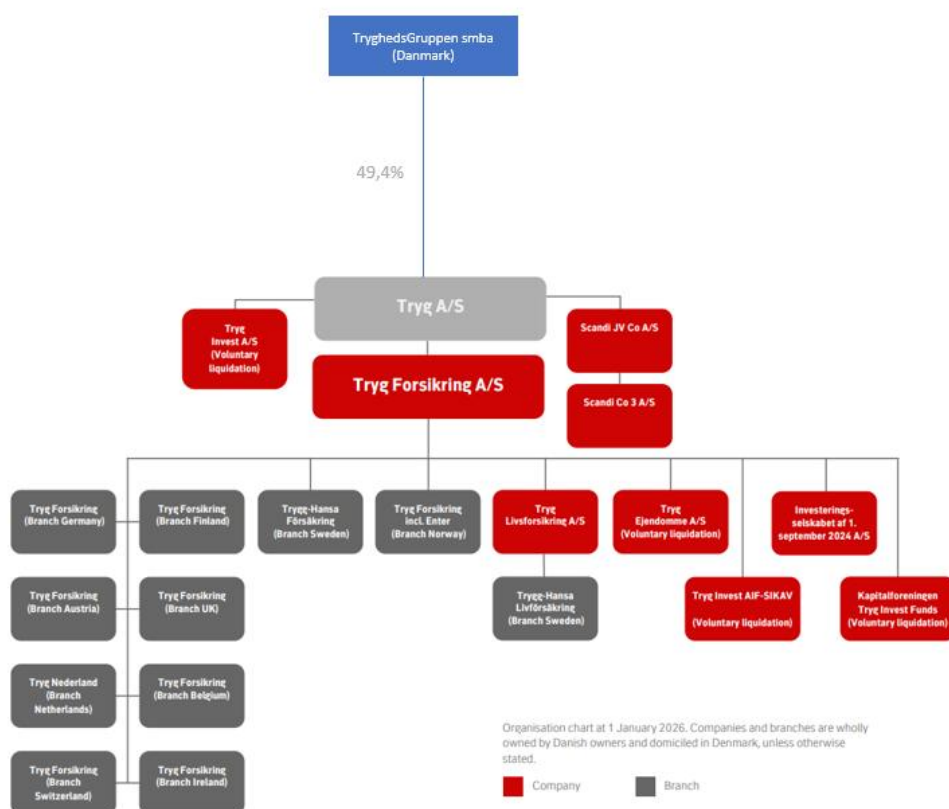 TryghedsGruppen smba
(Danmark)
49,4%
Tryg A/S
Tryg
Invest A/S
(Voluntary
liquidation)
Scandi JV Co A/S
Tryg Forsikring A/S
Scandi Co 3 A/S
Tryg Forsikring
(Branch Germany)
Tryg Forsikring
(Branch Finland)
Trygg-Hansa
Försäkring
(Branch Sweden)
Tryg Forsikring
incl. Enter
(Branch Norway)
Tryg
Livsforsikring A/S
Tryg
Ejendomme A/S
(Voluntary liquidation)
Investerings-
selskabet af 1.
september 2024 A/S
Tryg Forsikring
(Branch Austria)
Tryg Forsikring
(Branch UK)
Trygg-Hansa
Livförsäkring
(Branch Sweden)
Tryg Invest AIF-SIKAV
(Voluntary liquidation)
Kapitalforeningen
Tryg Invest Funds
(Voluntary liquidation)
Tryg Nederland
(Branch
Netherlands)
Tryg Forsikring
(Branch Belgium)
Tryg Forsikring
(Branch
Switzerland)
Tryg Forsikring
(Branch Ireland)
Organisation chart at 1 January 2026. Companies and branches are wholly
owned by Danish owners and domiciled in Denmark, unless otherwise
stated.
Company
Branch